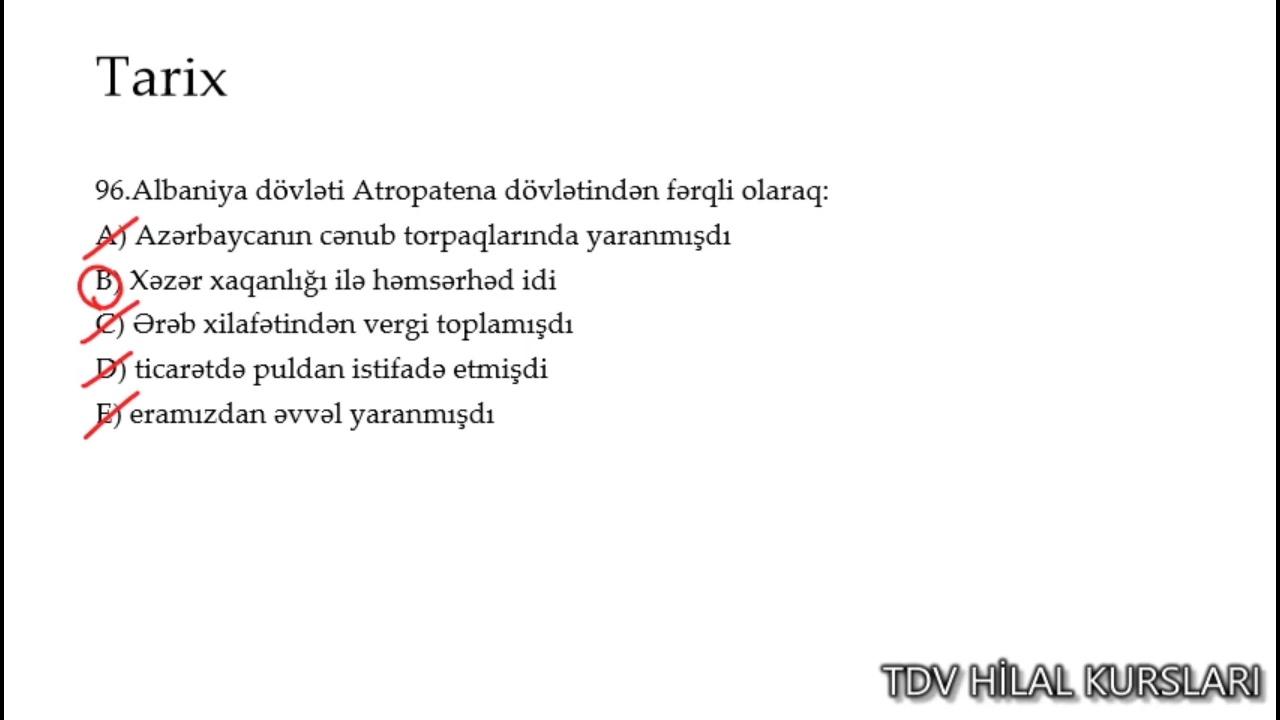 Tarix
96.Albaniya dövləti Atropatena dövlətindən fərqli olaraq:
A) Azərbaycanın cənub torpaqlarında yaranmışdı
B) Xəzər xaqanlığı ilə həmsərhəd idi
C) Ərəb xilafətindən vergi toplamışdı
D) ticarətdə puldan istifadə etmişdi
E) eramızdan əvvəl yaranmışdı
TDV HİLAL KURSLARI